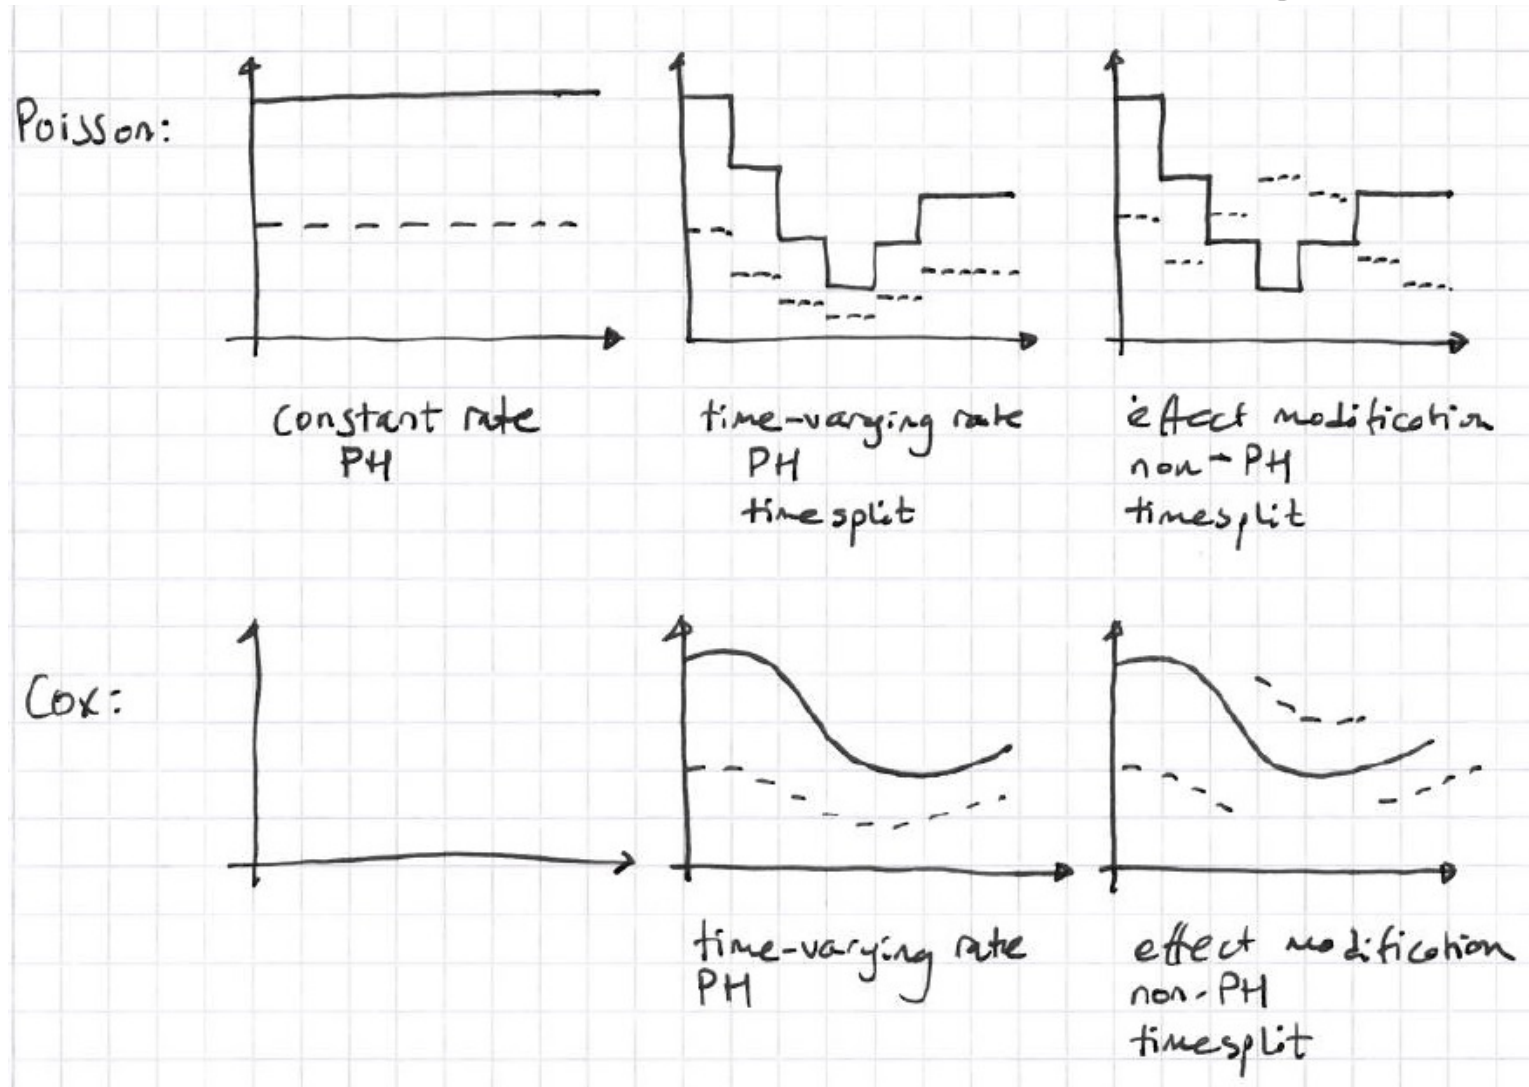 Poisson:
constant rate
PH
time-varying rate
PH
timesplit
effect modification
non-PH
timesplit
Cox:
time-varying rate
PH
effect modification
non-PH
timesplit